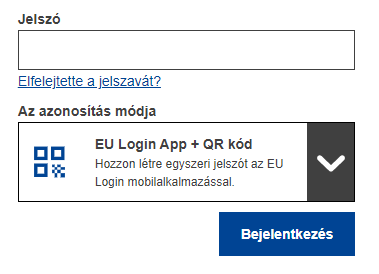 Jelszó
Elfelejtette a jelszavát?
Az azonosítás módja
EU Login App + QR kód
Hozzon létre egyszeri jelszót az EU
Login mobilalkalmazással.
Bejelentkezés